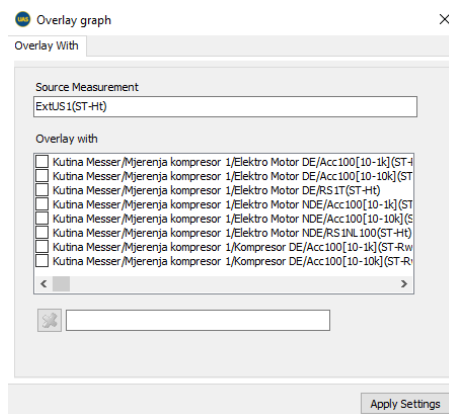 UAS Overlay graph
Overlay With
Source Measurement
ExtUS1(ST-Ht)
Overlay with
Kutina Messer/Mjerenja kompresor 1/Elektro Motor DE/Acc100[10-1k](ST-H
Kutina Messer/Mjerenja kompresor 1/Elektro Motor DE/Acc100[10-10k](ST
Kutina Messer/Mjerenja kompresor 1/Elektro Motor DE/RS1T(ST-Ht)
Kutina Messer/Mjerenja kompresor 1/Elektro Motor NDE/Acc100[10-1k](ST
Kutina Messer/Mjerenja kompresor 1/Elektro Motor NDE/Acc100[10-10k](S
Kutina Messer/Mjerenja kompresor 1/Elektro Motor NDE/RS1NL100(ST-Ht)
Kutina Messer/Mjerenja kompresor 1/Kompresor DE/Acc100[10-1k](ST-Rw
Kutina Messer/Mjerenja kompresor 1/Kompresor DE/Acc100[10-10k](ST-R
Apply Settings